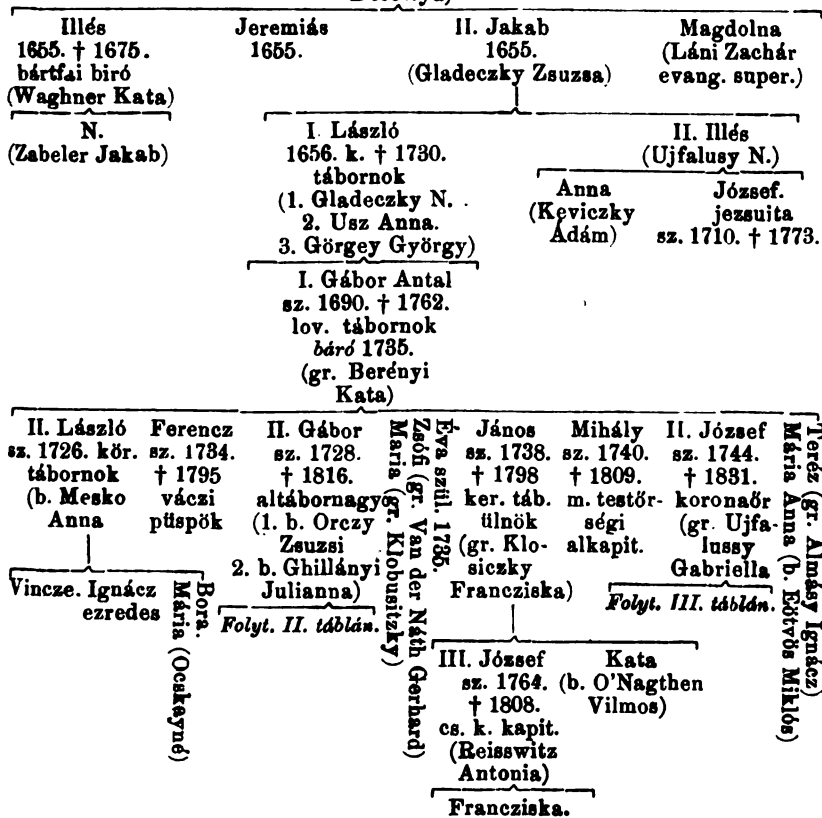 Illés
1655. † 1675.
bártfai biró
(Waghner Kata)
Jeremiás
1655.
II. Jakab
1655.
(Gladeczky Zsuzsa)
Magdolna
(Láni Zachár
evang. super.)
N.
(Zabeler Jakab)
I. László
1656. k. † 1730.
tábornok
(1. Gladeczky N.
2. Usz Anna.
3. Görgey György)
II. Illés
(Ujfalusy N.)
Anna
(Keviczky
Ádám)
József.
jezsuita
sz. 1710. † 1773.
I. Gábor Antal
sz. 1690. † 1762.
lov. tábornok
báró 1735.
(gr. Berényi
Kata)
II. László
sz. 1726. kör.
tábornok
(b. Mesko
Anna
Ferencz
sz. 1734.
† 1795
váczi
püspök
II. Gábor
sz. 1728.
† 1816.
altábornagy
(1. b. Orczy
Zsuzsi
2. b. Ghillányi
Julianna)
Folyt. II. táblán.
Éva szül. 1735.
Zsófi (gr. Van der Náth Gerhard)
Mária (gr. Klobusitzky)
János
sz. 1738.
† 1798
ker. táb.
ülnök
(gr. Klo-
siczky
Francziska)
Mihály
sz. 1740.
† 1809.
m. testőr-
ségi
alkapit.
II. József
sz. 1744.
† 1831.
koronaőr
(gr. Ujfa-
lussy
Gabriella
Folyt. III. táblán.
Teréz (gr. Almásy Ignácz)
Mária Anna (b. Eötvös Miklós)
Vincze.
Ignácz
ezredes
Bora.
Mária (Ocskayné)
III. József
sz. 1764.
† 1808.
cs. k. kapit.
(Reisswitz
Antonia)
Kata
(b. O'Nagthen
Vilmos)
Francziska.